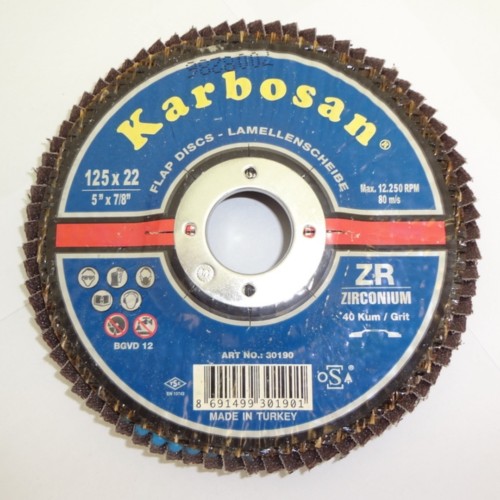 Karbosan®
FLAP DISCS - LAMELLENSCHEIBE
125 x 22
5" x 7/8"
Max. 12.250 RPM
80 m/s
ZR
ZIRCONIUM
40 Kum / Grit
BGVD 12
ART NO.: 30190
8 691499 301901
MADE IN TURKEY